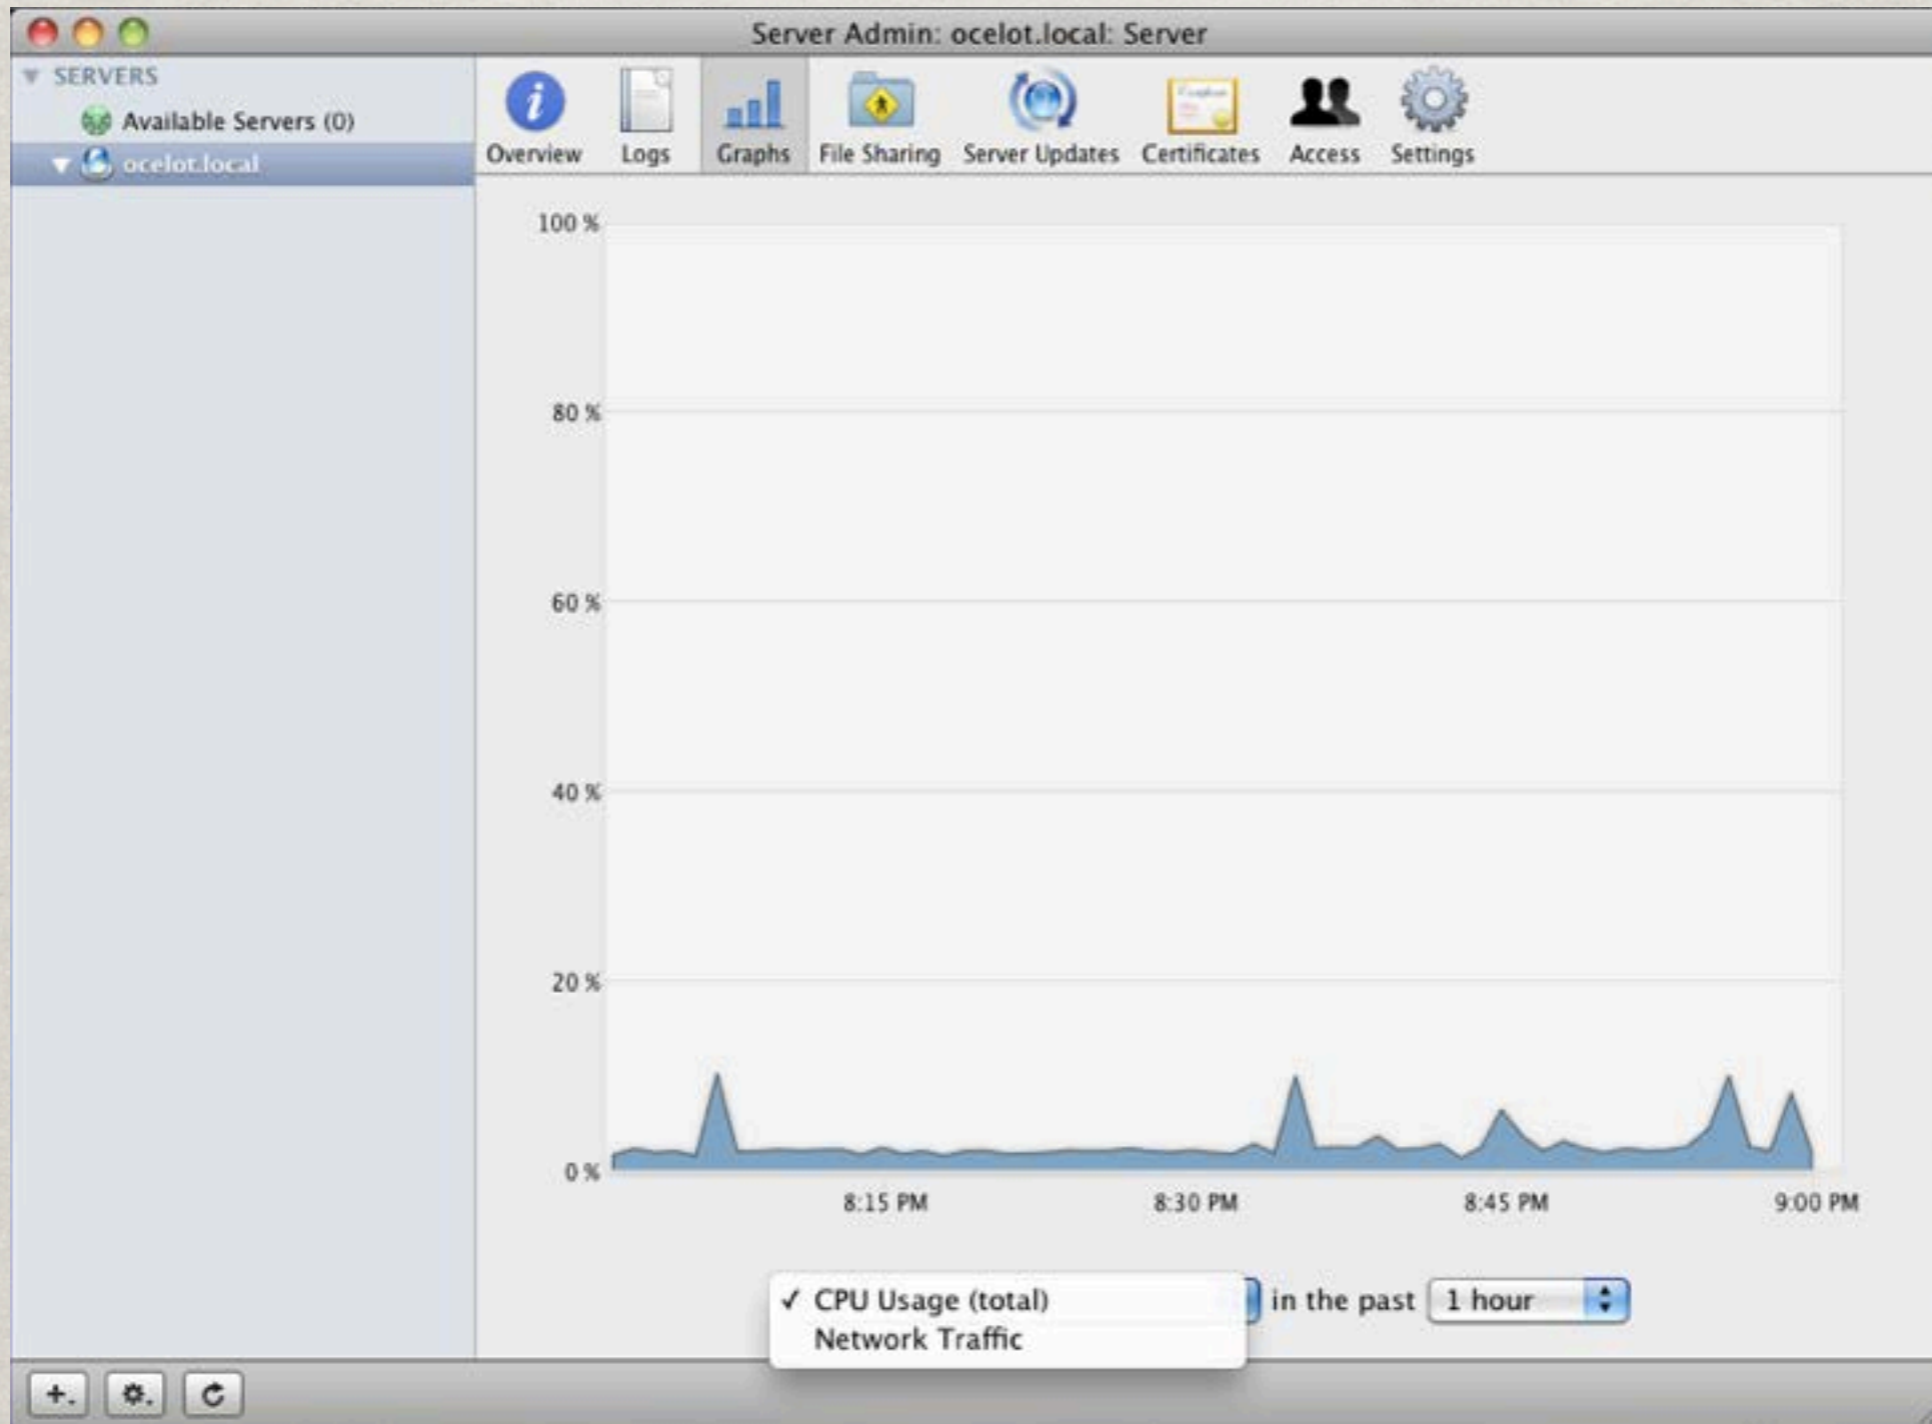 Server Admin: ocelot.local: Server
SERVERS
Available Servers (0)
ocelot.local
Overview Logs Graphs File Sharing Server Updates Certificates Access Settings
100 %
80 %
60 %
40 %
20 %
0 %
8:15 PM 8:30 PM 8:45 PM 9:00 PM
✓ CPU Usage (total) in the past 1 hour
Network Traffic